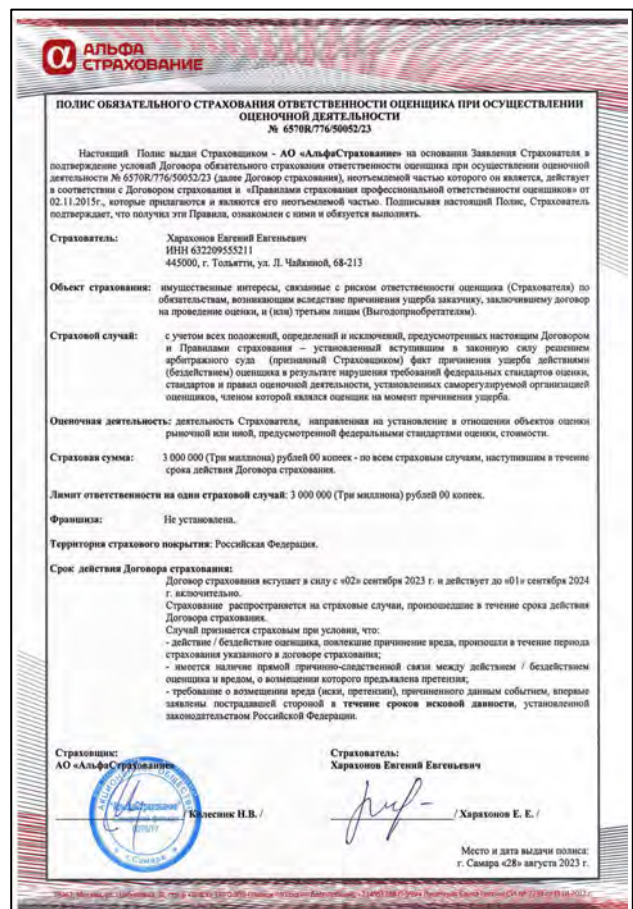 АЛЬФА
СТРАХОВАНИЕ
ПОЛИС ОБЯЗАТЕЛЬНОГО СТРАХОВАНИЯ ОТВЕТСТВЕННОСТИ ОЦЕНЩИКА ПРИ ОСУЩЕСТВЛЕНИИ
ОЦЕНОЧНОЙ ДЕЯТЕЛЬНОСТИ
№ 6570R/776/50052/23
Настоящий Полис выдан Страховщиком - АО «АльфаСтрахование» на основании Заявления Страхователя в
подтверждение условий Договора обязательного страхования ответственности оценщика при осуществлении оценочной
деятельности № 6570R/776/50052/23 (далее Договор страхования), неотъемлемой частью которого он является, действует
в соответствии с Договором страхования и «Правилами страхования профессиональной ответственности оценщиков» от
02.11.2015г., которые прилагаются и являются его неотъемлемой частью. Подписывая настоящий Полис, Страхователь
подтверждает, что получил эти Правила, ознакомлен с ними и обязуется выполнять.
Страхователь: Харахонов Евгений Евгеньевич
ИНН 632209555211
445000, г. Тольятти, ул. Л. Чайкиной, 68-213
Объект страхования: имущественные интересы, связанные с риском ответственности оценщика (Страхователя) по
обязательствам, возникающим вследствие причинения ущерба заказчику, заключившему договор
на проведение оценки, и (или) третьим лицам (Выгодоприобретателям).
Страховой случай: с учетом всех положений, определений и исключений, предусмотренных настоящим Договором
и Правилами страхования – установленный вступившим в законную силу решением
арбитражного суда (признанный Страховщиком) факт причинения ущерба действиями
(бездействием) оценщика в результате нарушения требований федеральных стандартов оценки,
стандартов и правил оценочной деятельности, установленных саморегулируемой организацией
оценщиков, членом которой являлся оценщик на момент причинения ущерба.
Оценочная деятельность: деятельность Страхователя, направленная на установление в отношении объектов оценки
рыночной или иной, предусмотренной федеральными стандартами оценки, стоимости.
Страховая сумма: 3 000 000 (Три миллиона) рублей 00 копеек - по всем страховым случаям, наступившим в течение
срока действия Договора страхования.
Лимит ответственности на один страховой случай: 3 000 000 (Три миллиона) рублей 00 копеек.
Франшиза: Не установлена.
Территория страхового покрытия: Российская Федерация.
Срок действия Договора страхования:
Договор страхования вступает в силу с «02» сентября 2023 г. и действует до «01» сентября 2024
г. включительно.
Страхование распространяется на страховые случаи, произошедшие в течение срока действия
Договора страхования.
Случай признается страховым при условии, что:
- действие / бездействие оценщика, повлекшие причинение вреда, произошли в течение периода
страхования указанного в договоре страхования;
- имеется наличие прямой причинно-следственной связи между действием / бездействием
оценщика и вредом, о возмещении которого предъявлена претензия;
- требование о возмещении вреда (иски, претензии), причиненного данным событием, впервые
заявлены пострадавшей стороной в течение сроков исковой давности, установленной
законодательством Российской Федерации.
Страховщик: Страхователь:
АО «АльфаСтрахование» Харахонов Евгений Евгеньевич
/ Колесник Н.В. / / Харахонов Е. Е. /
Место и дата выдачи полиса:
г. Самара «28» августа 2023 г.